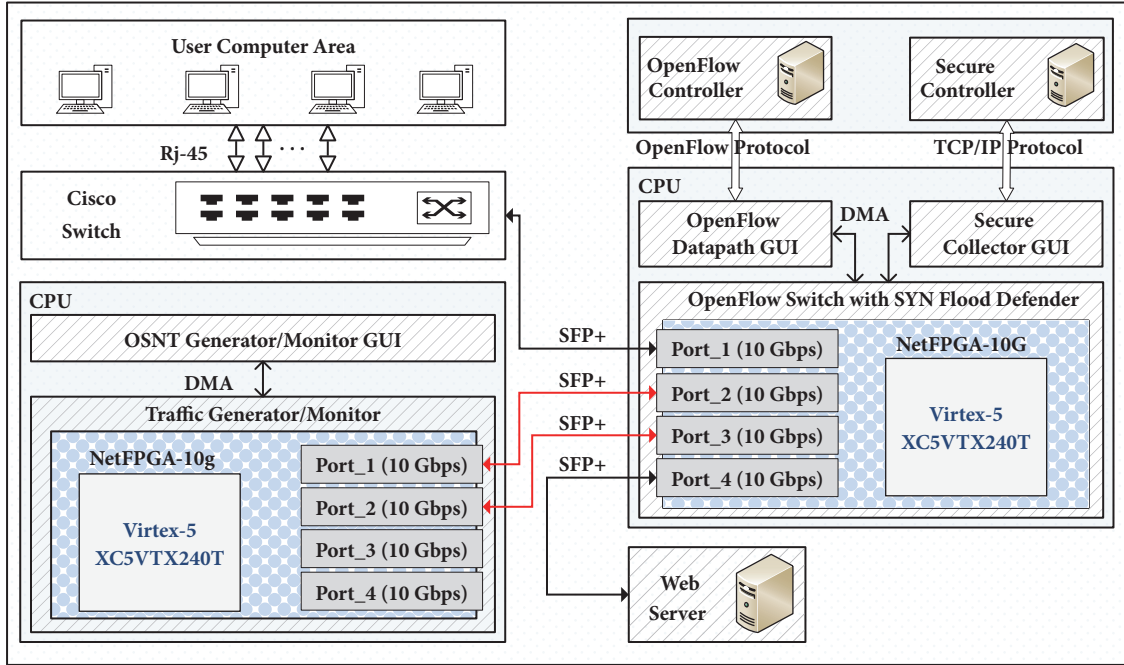 User Computer Area
Rj-45
. . .
Cisco
Switch
CPU
OSNT Generator/Monitor GUI
DMA
Traffic Generator/Monitor
NetFPGA-10g
Virtex-5
XC5VTX240T
Port_1 (10 Gbps)
Port_2 (10 Gbps)
Port_3 (10 Gbps)
Port_4 (10 Gbps)
SFP+
SFP+
SFP+
SFP+
OpenFlow
Controller
Secure
Controller
OpenFlow Protocol
TCP/IP Protocol
CPU
OpenFlow
Datapath GUI
DMA
Secure
Collector GUI
OpenFlow Switch with SYN Flood Defender
Port_1 (10 Gbps)
Port_2 (10 Gbps)
Port_3 (10 Gbps)
Port_4 (10 Gbps)
NetFPGA-10G
Virtex-5
XC5VTX240T
Web
Server